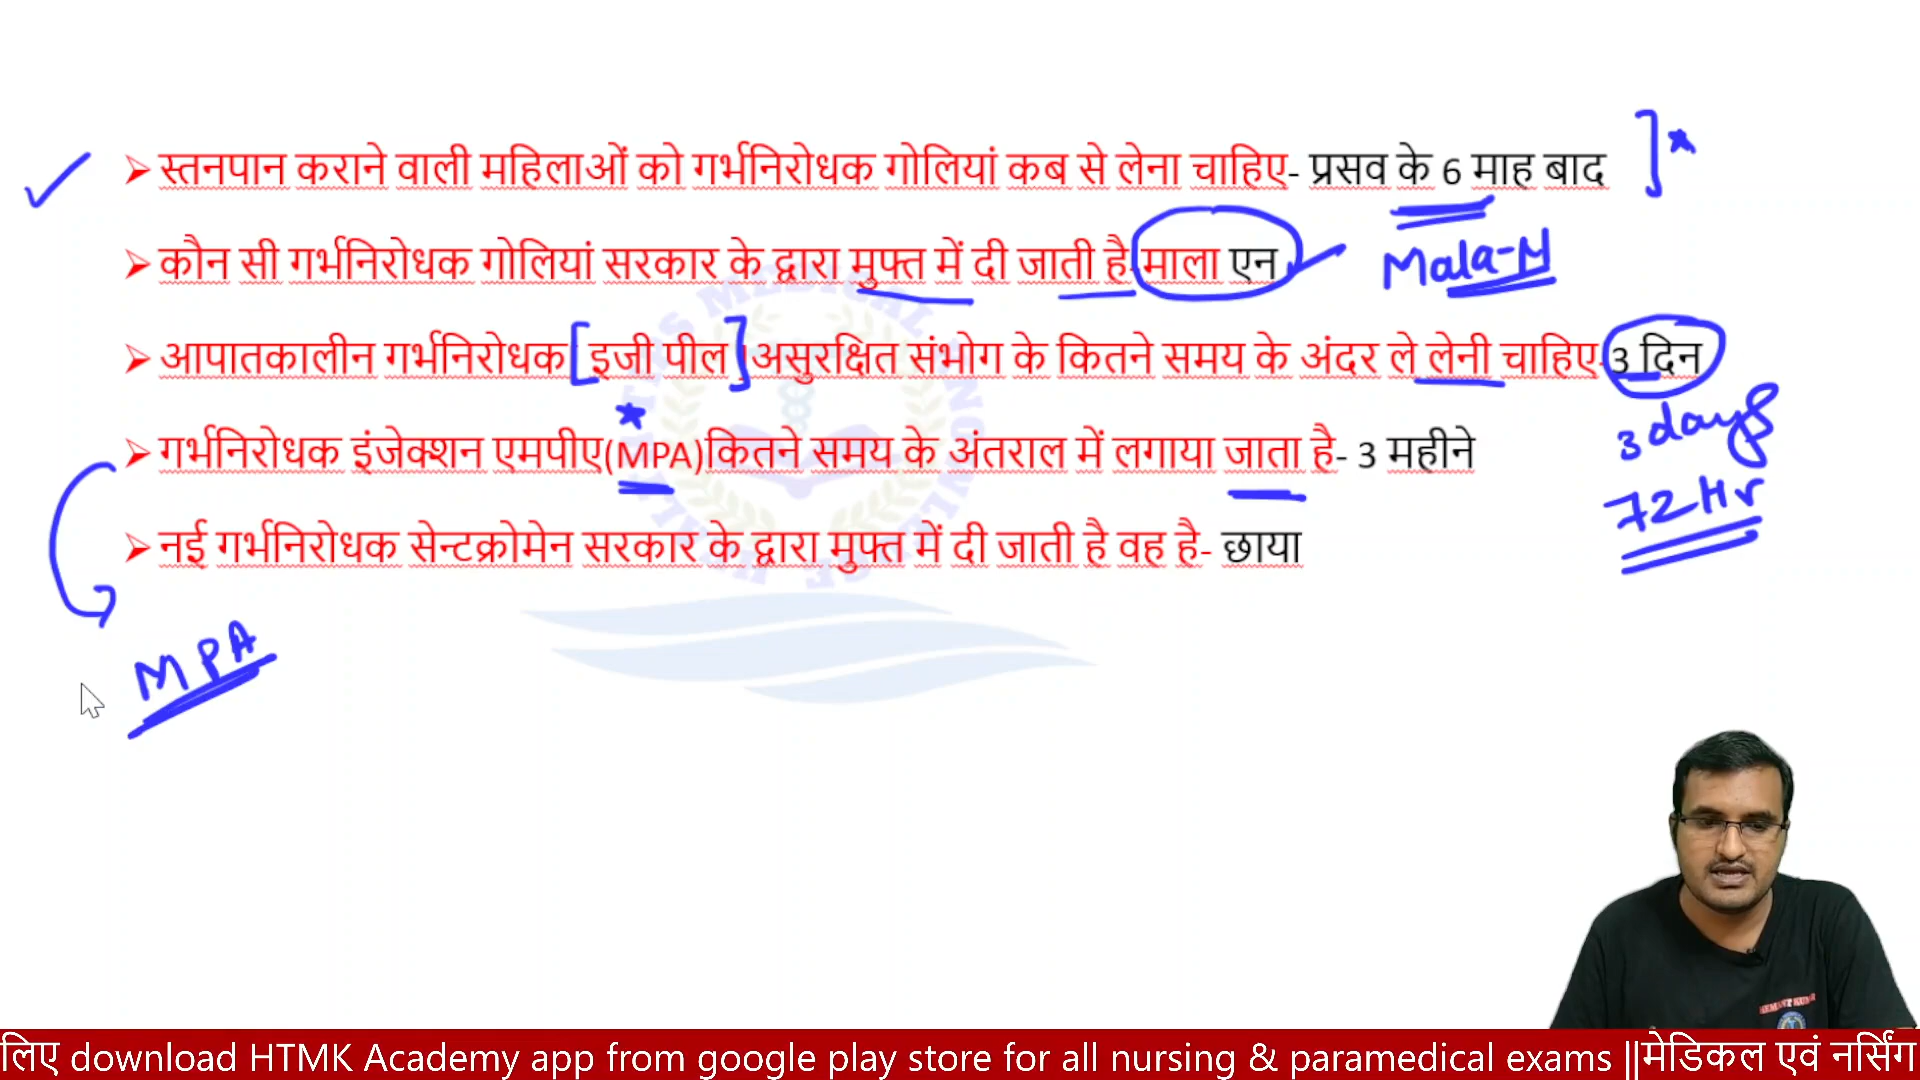 ➢ स्तनपान कराने वाली महिलाओं को गर्भनिरोधक गोलियां कब से लेना चाहिए- प्रसव के 6 माह बाद
➢ कौन सी गर्भनिरोधक गोलियां सरकार के द्वारा मुफ्त में दी जाती है- माला एन
Mala-N
➢ आपातकालीन गर्भनिरोधक [इजी पील] असुरक्षित संभोग के कितने समय के अंदर ले लेनी चाहिए- 3 दिन
3 days
72 Hr
➢ गर्भनिरोधक इंजेक्शन एमपीए(MPA)कितने समय के अंतराल में लगाया जाता है- 3 महीने
➢ नई गर्भनिरोधक सेन्टक्रोमेन सरकार के द्वारा मुफ्त में दी जाती है वह है- छाया
MPA
लिए download HTMK Academy app from google play store for all nursing & paramedical exams ||मेडिकल एवं नर्सिंग